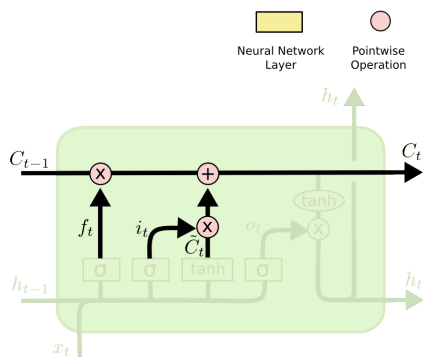 Neural Network
Layer
Pointwise
Operation
h_t
C_{t-1}
C_t
x
+
tanh
f_t
i_t
x
o_t
x
C̃_t
σ
σ
tanh
σ
h_{t-1}
h_t
x_t